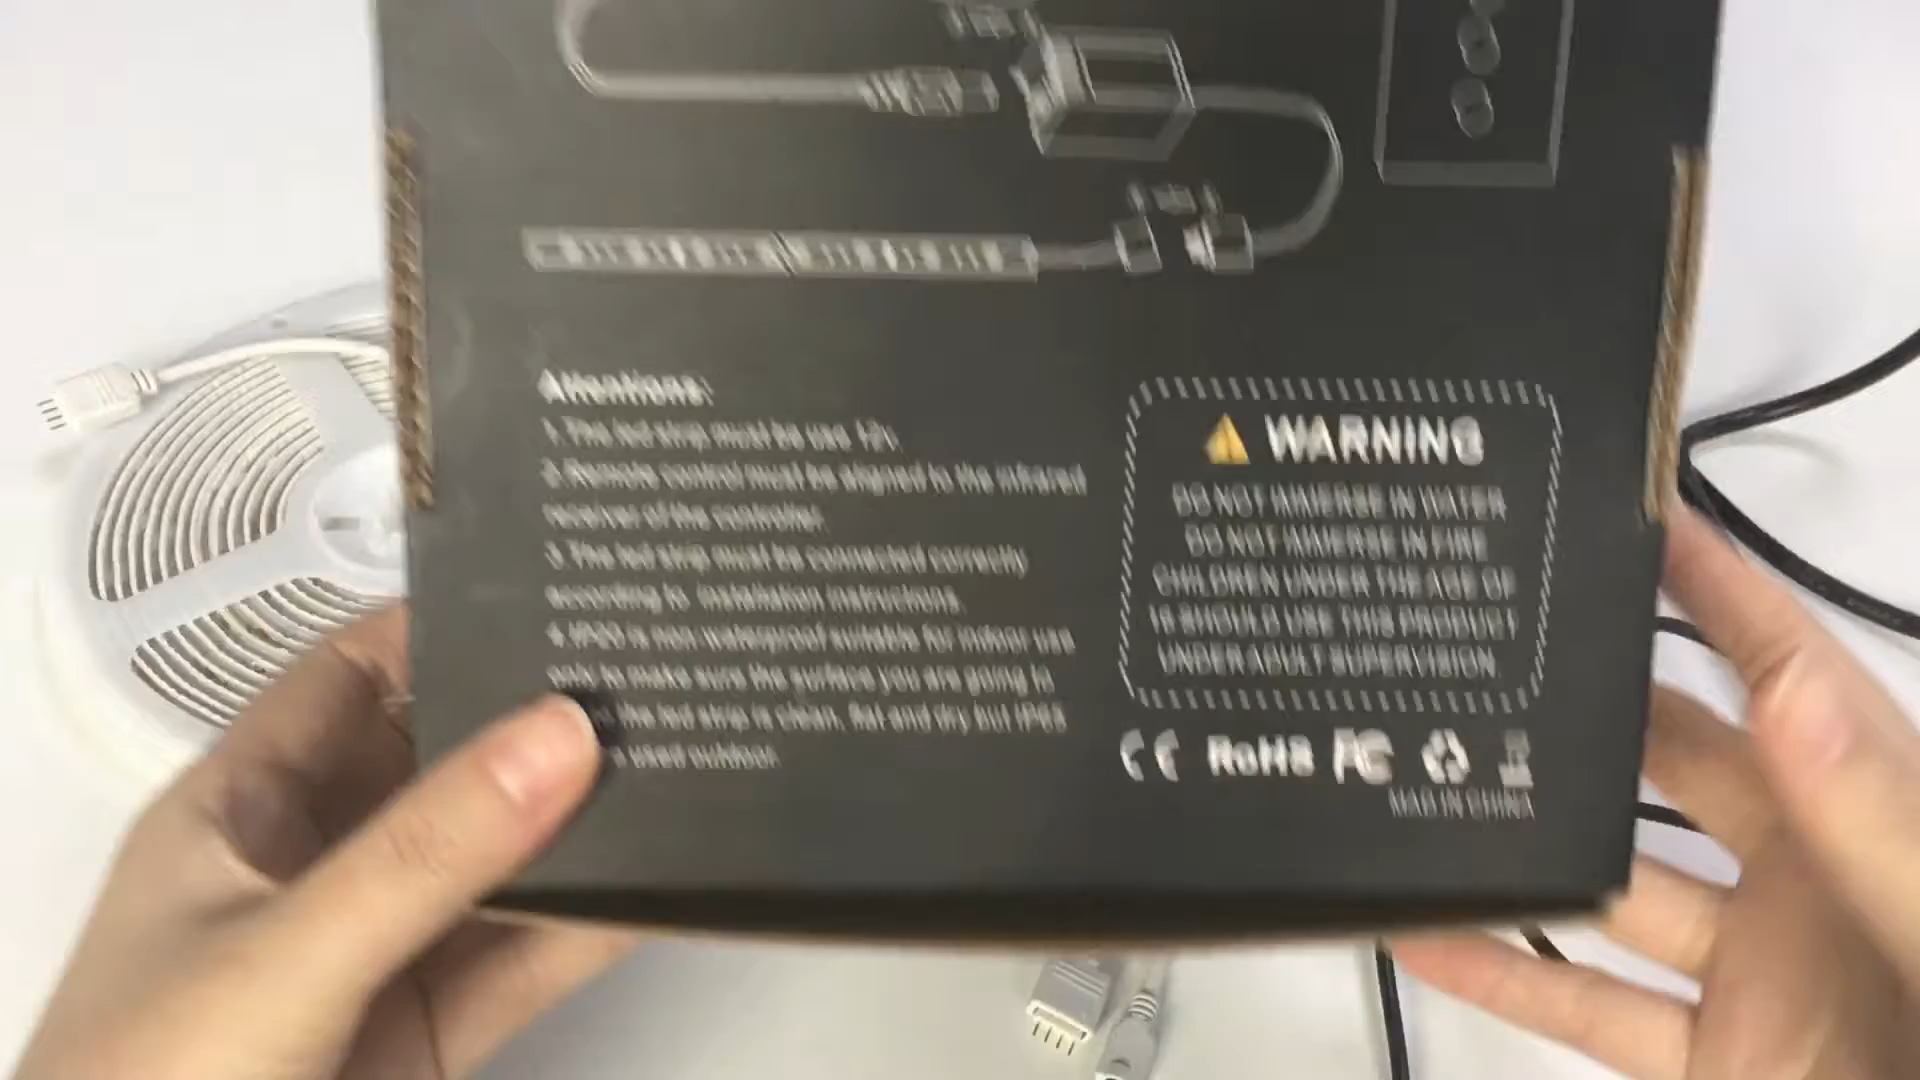 Attentions:
1. The led strip must be use 12v.
2. Remote control must be aligned to the infrared
receiver of the controller.
3. The led strip must be connected correctly
according to installation instructions.
4. IP20 is non waterproof suitable for indoor use
only to make sure the surface you are going to
the led strip is clean, flat and dry but IP65
used outdoor.
WARNING
DO NOT IMMERSE IN WATER
DO NOT IMMERSE IN FIRE
CHILDREN UNDER THE AGE OF
SHOULD USE THIS PRODUCT
UNDER ADULT SUPERVISION.
CE RoHS FC
MAD IN CHINA